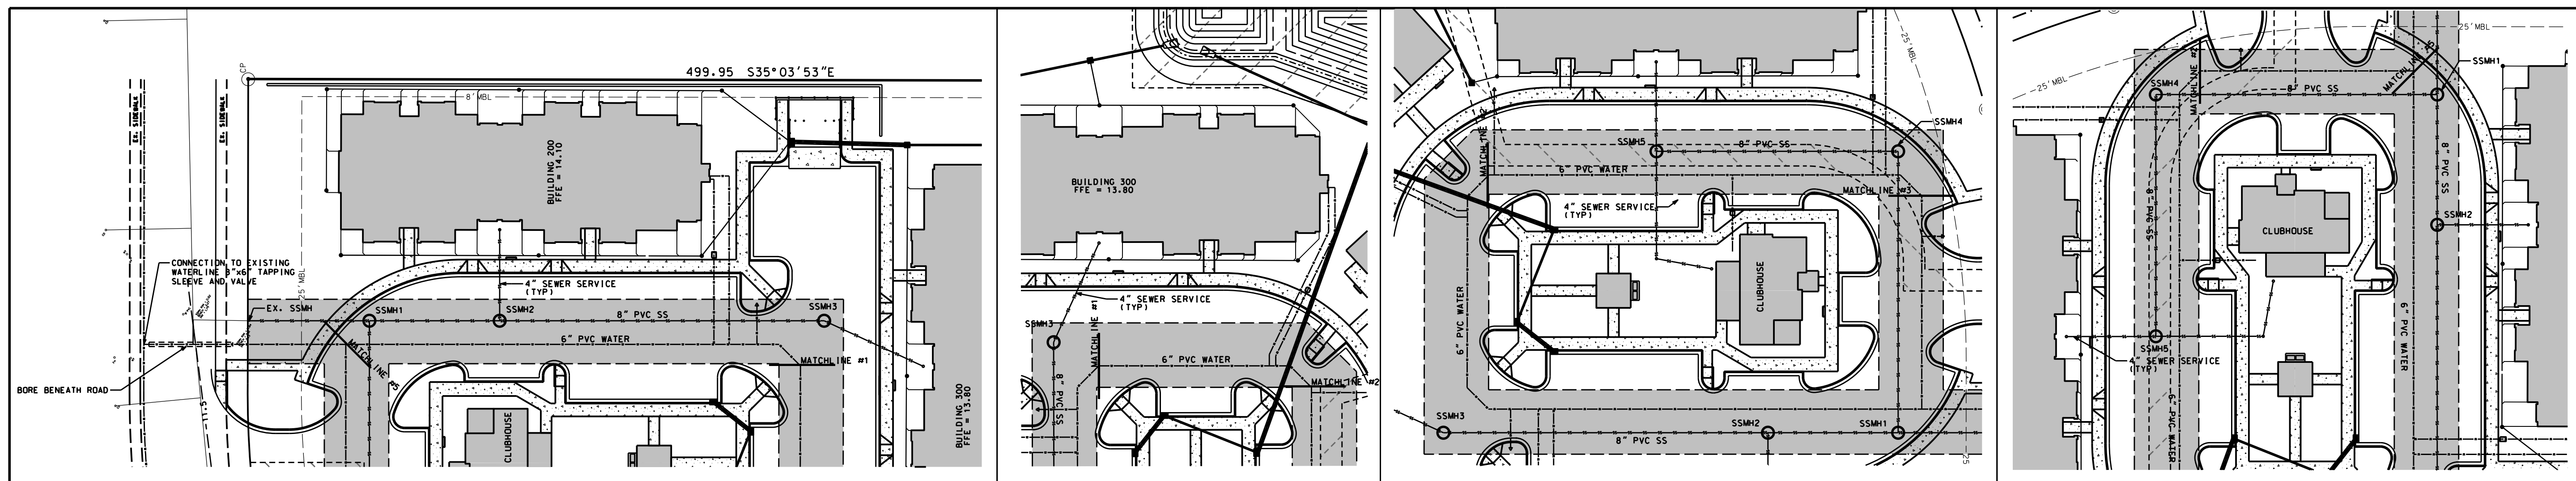 CP
499.95 S35°03'53"E
EX. SIDEWALK
EX. SIDEWALK
8' MBL
BUILDING 200
FFE = 14.10
CONNECTION TO EXISTING
WATERLINE 8"x6" TAPPING
SLEEVE AND VALVE
25' MBL
4" SEWER SERVICE
(TYP)
EX. SSMH
SSMH1
SSMH2
8" PVC SS
SSMH3
6" PVC WATER
MATCHLINE #5
MATCHLINE #1
BORE BENEATH ROAD
11.5
CLUBHOUSE
BUILDING 300
FFE = 13.80
BUILDING 300
FFE = 13.80
4" SEWER SERVICE
(TYP)
SSMH3
MATCHLINE #1
6" PVC WATER
8" PVC SS
MATCHLINE #2
25' MBL
SSMH4
SSMH5
8" PVC SS
6" PVC WATER
MATCHLINE #3
4" SEWER SERVICE
(TYP)
CLUBHOUSE
6" PVC WATER
SSMH3
8" PVC SS
SSMH2
SSMH1
25
25' MBL
25' MBL
MATCHLINE #2
MATCHLINE #5
SSMH1
SSMH4
8" PVC SS
8" PVC SS
SSMH2
8" PVC SS
CLUBHOUSE
SSMH5
4" SEWER SERVICE
(TYP)
6" PVC WATER
6" PVC WATER